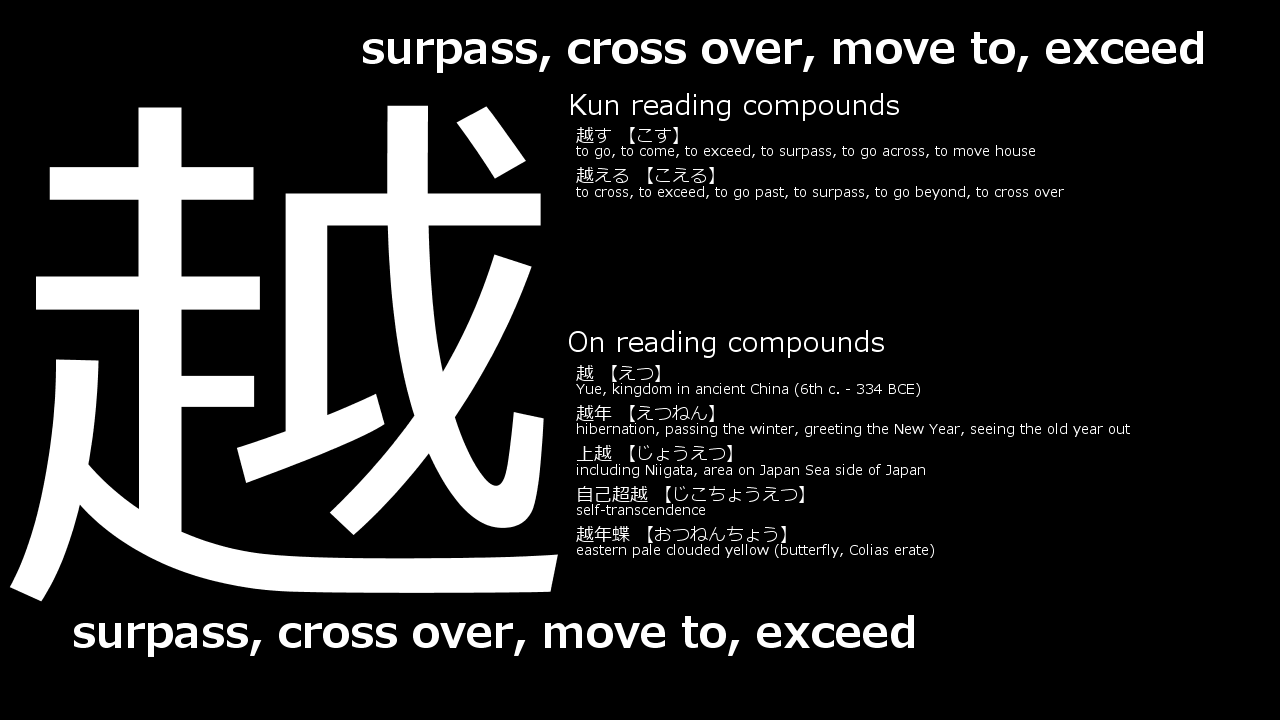 surpass, cross over, move to, exceed
越
Kun reading compounds
越す 【こす】
to go, to come, to exceed, to surpass, to go across, to move house
越える 【こえる】
to cross, to exceed, to go past, to surpass, to go beyond, to cross over
On reading compounds
越 【えつ】
Yue, kingdom in ancient China (6th c. - 334 BCE)
越年 【えつねん】
hibernation, passing the winter, greeting the New Year, seeing the old year out
上越 【じょうえつ】
including Niigata, area on Japan Sea side of Japan
自己超越 【じこちょうえつ】
self-transcendence
越年蝶 【おつねんちょう】
eastern pale clouded yellow (butterfly, Colias erate)
surpass, cross over, move to, exceed